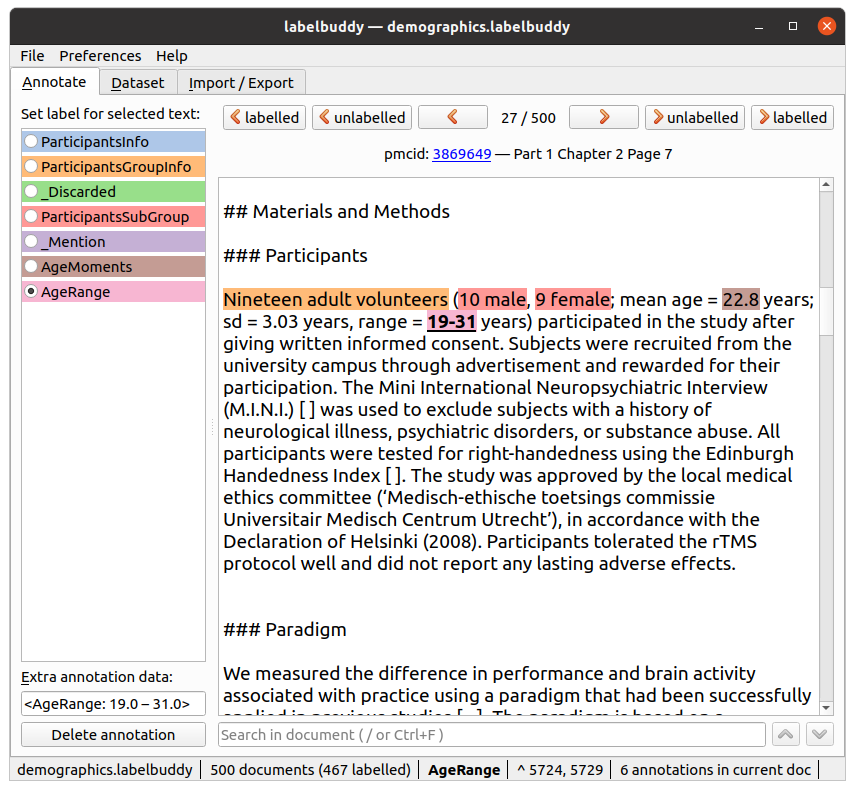 labelbuddy — demographics.labelbuddy
File Preferences Help
Annotate Dataset Import / Export
Set label for selected text:
ParticipantsInfo
ParticipantsGroupInfo
_Discarded
ParticipantsSubGroup
_Mention
AgeMoments
AgeRange
Extra annotation data:
<AgeRange: 19.0 – 31.0>
Delete annotation
labelled unlabelled 27 / 500 unlabelled labelled
pmcid: 3869649 — Part 1 Chapter 2 Page 7
## Materials and Methods
### Participants
Nineteen adult volunteers (10 male, 9 female; mean age = 22.8 years;
sd = 3.03 years, range = 19-31 years) participated in the study after
giving written informed consent. Subjects were recruited from the
university campus through advertisement and rewarded for their
participation. The Mini International Neuropsychiatric Interview
(M.I.N.I.) [ ] was used to exclude subjects with a history of
neurological illness, psychiatric disorders, or substance abuse. All
participants were tested for right-handedness using the Edinburgh
Handedness Index [ ]. The study was approved by the local medical
ethics committee (‘Medisch-ethische toetsings commissie
Universitair Medisch Centrum Utrecht’), in accordance with the
Declaration of Helsinki (2008). Participants tolerated the rTMS
protocol well and did not report any lasting adverse effects.
### Paradigm
We measured the difference in performance and brain activity
associated with practice using a paradigm that had been successfully
Search in document ( / or Ctrl+F )
demographics.labelbuddy 500 documents (467 labelled) AgeRange ^ 5724, 5729 6 annotations in current doc